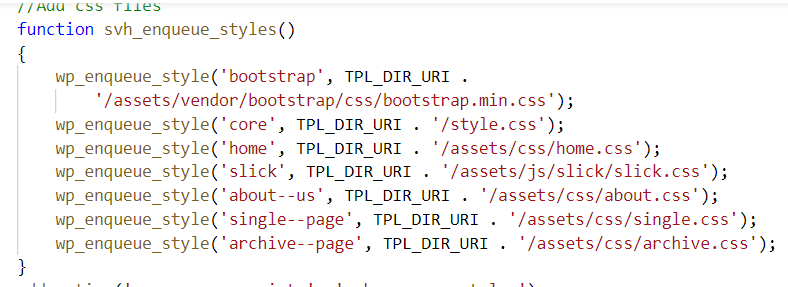 //Add css files
function svh_enqueue_styles()
{
wp_enqueue_style('bootstrap', TPL_DIR_URI .
'/assets/vendor/bootstrap/css/bootstrap.min.css');
wp_enqueue_style('core', TPL_DIR_URI . '/style.css');
wp_enqueue_style('home', TPL_DIR_URI . '/assets/css/home.css');
wp_enqueue_style('slick', TPL_DIR_URI . '/assets/js/slick/slick.css');
wp_enqueue_style('about--us', TPL_DIR_URI . '/assets/css/about.css');
wp_enqueue_style('single--page', TPL_DIR_URI . '/assets/css/single.css');
wp_enqueue_style('archive--page', TPL_DIR_URI . '/assets/css/archive.css');
}